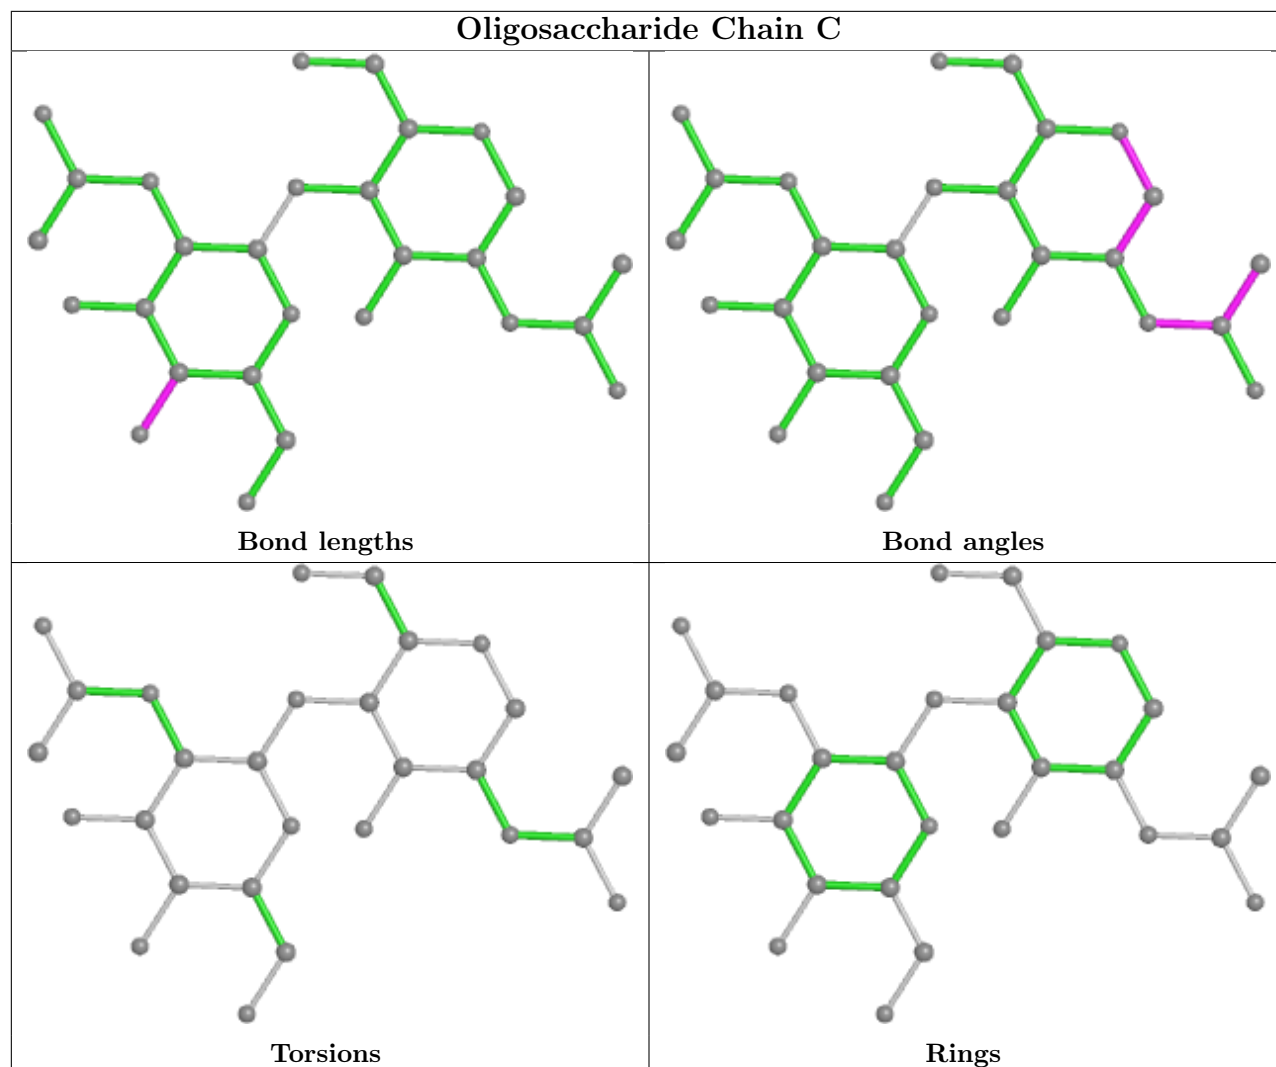 Oligosaccharide Chain C
Bond lengths
Bond angles
Torsions
Rings